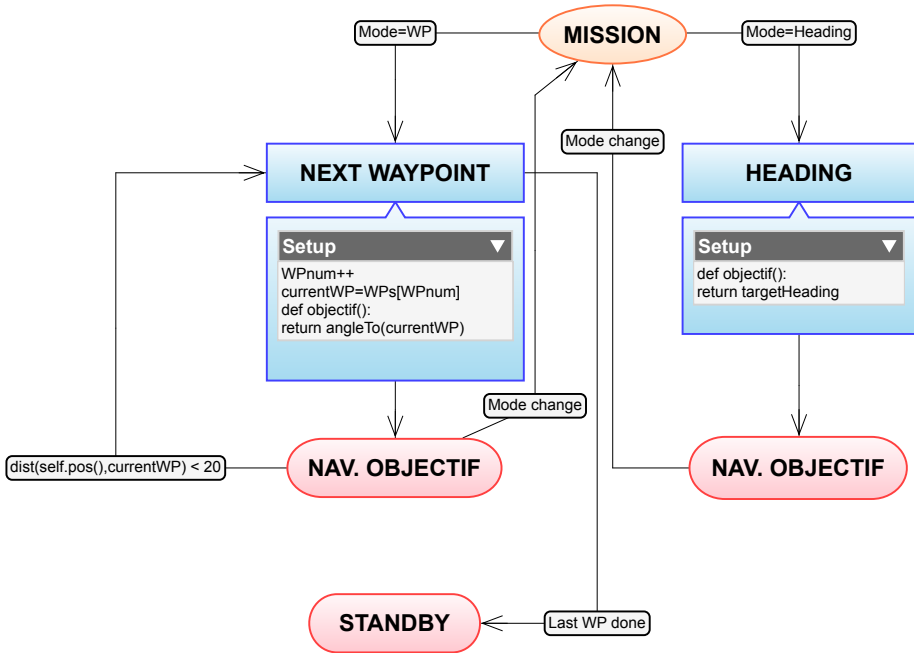 MISSION
Mode=WP
Mode=Heading
Mode change
NEXT WAYPOINT
HEADING
Setup
WPnum++
currentWP=WPs[WPnum]
def objectif():
return angleTo(currentWP)
Setup
def objectif():
return targetHeading
Mode change
dist(self.pos(),currentWP) < 20
NAV. OBJECTIF
NAV. OBJECTIF
STANDBY
Last WP done